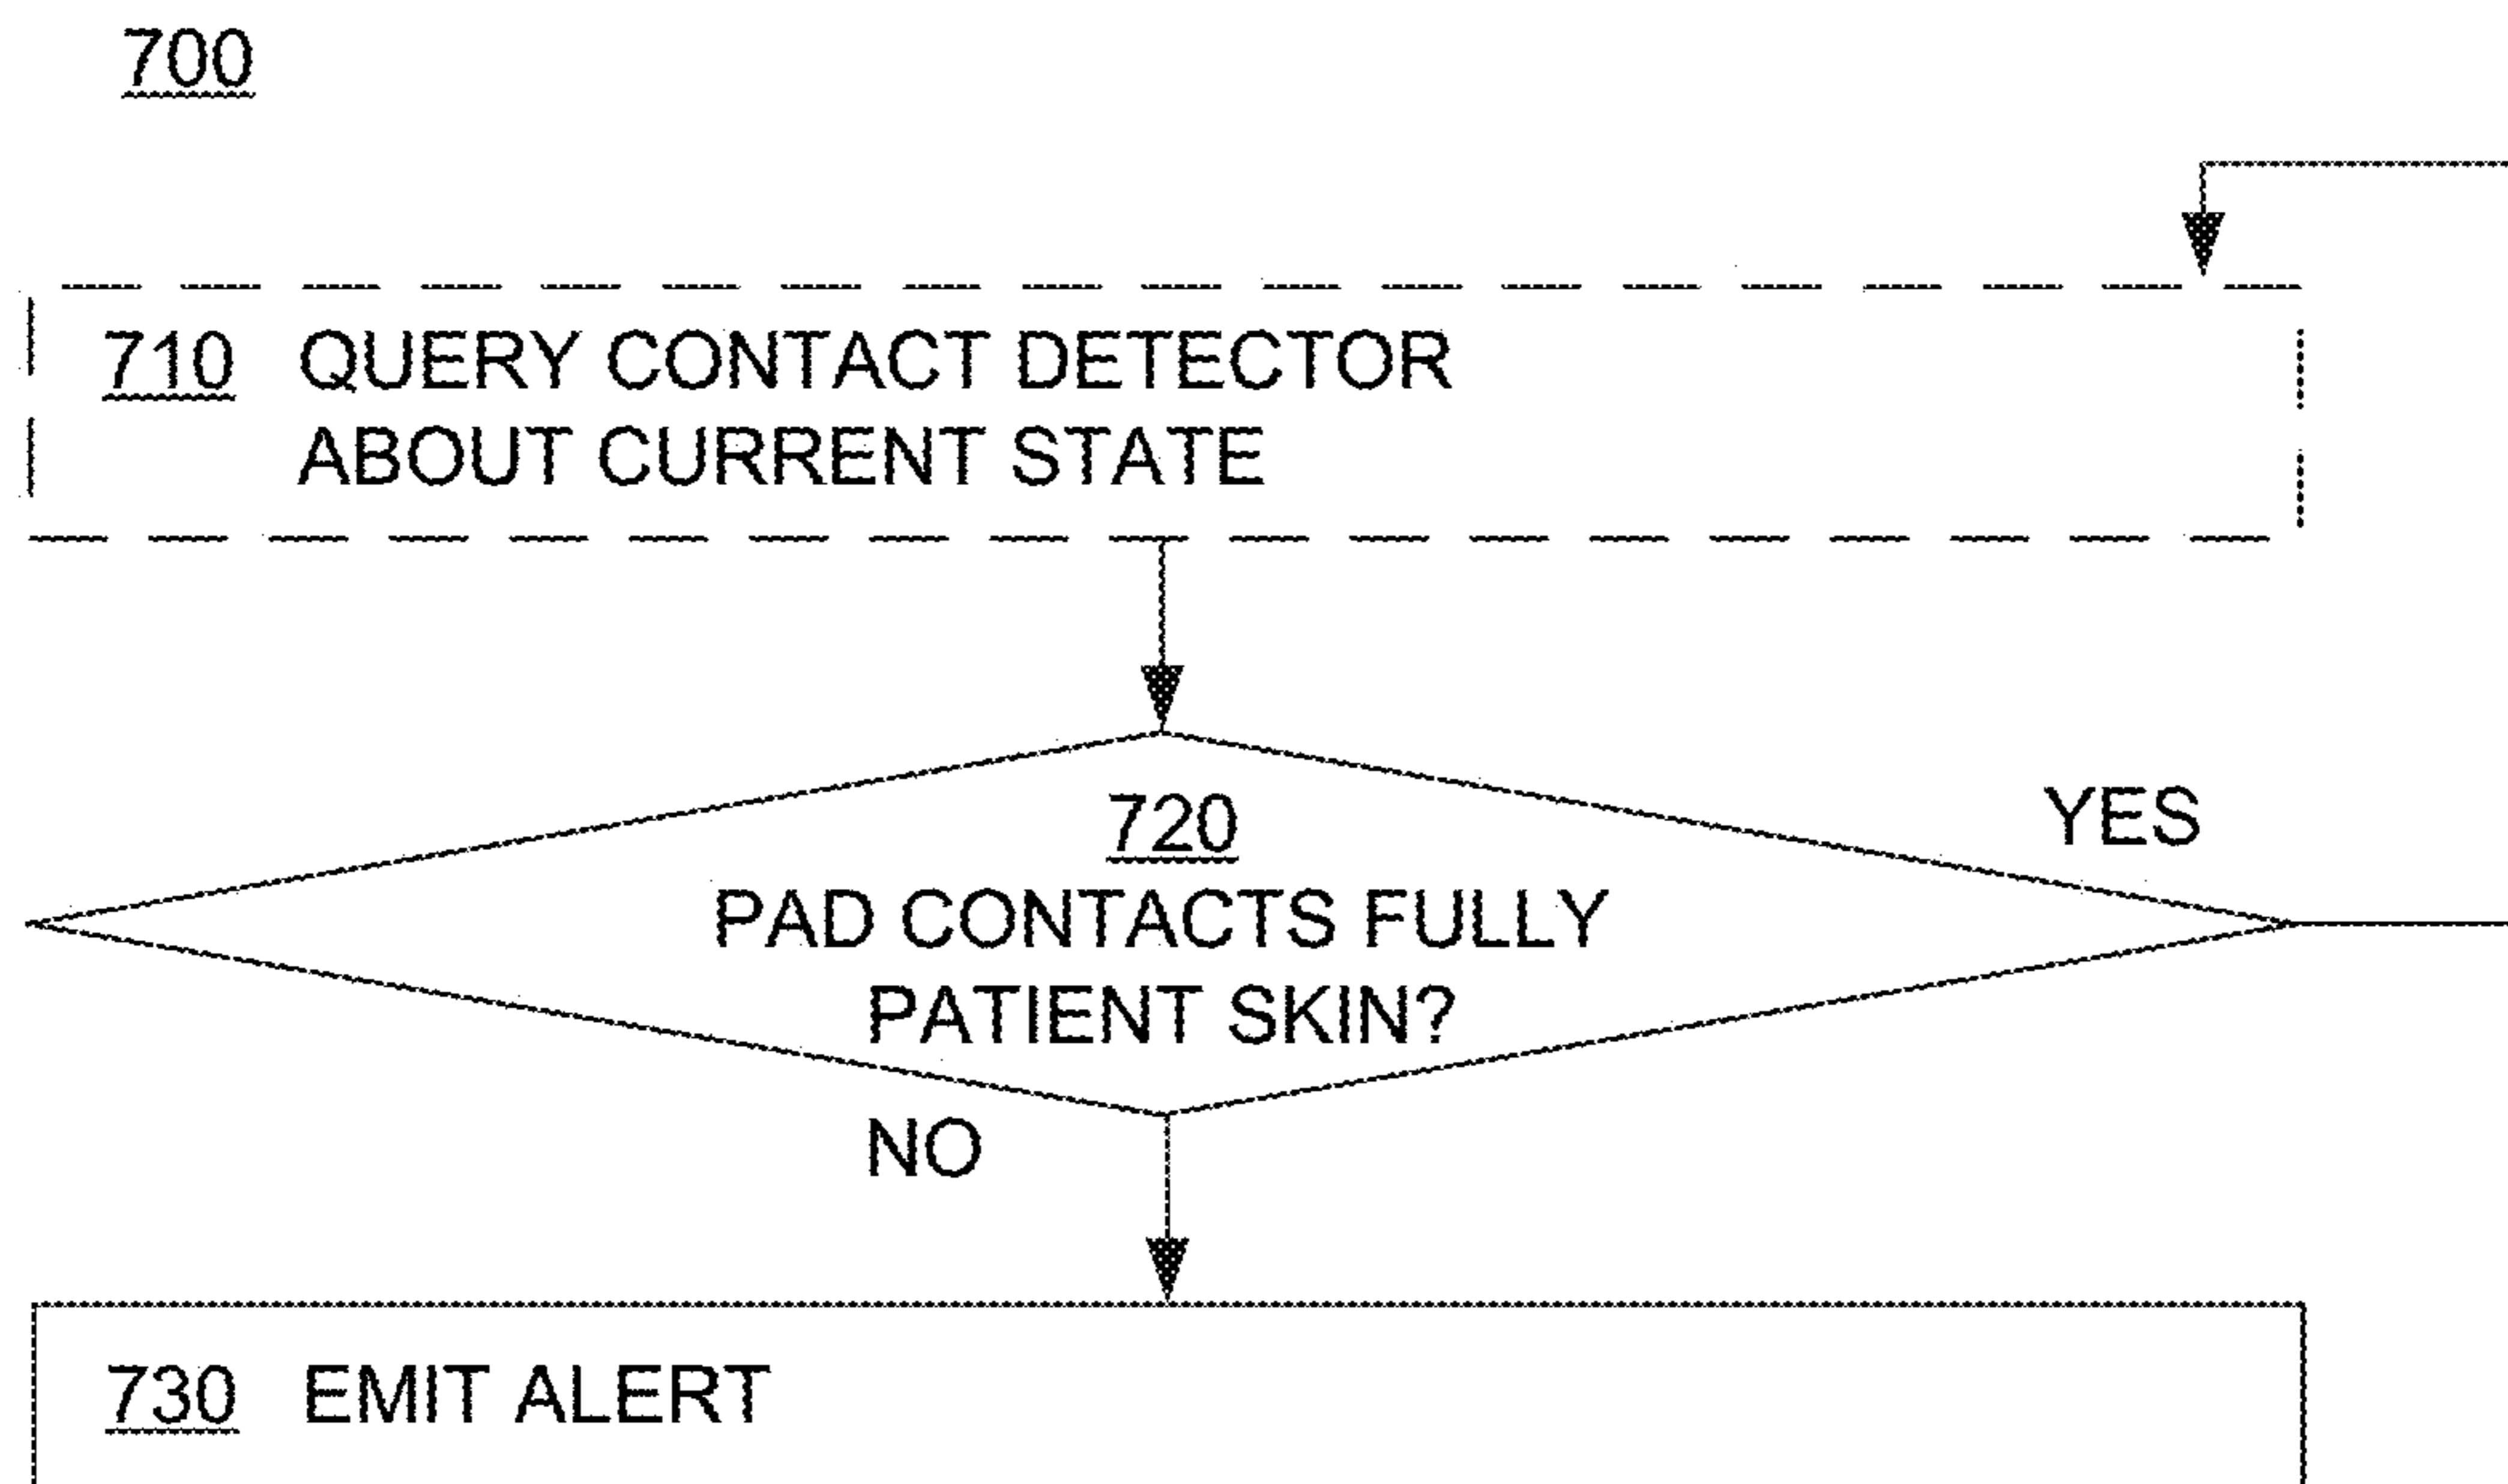 700
710 QUERY CONTACT DETECTOR
ABOUT CURRENT STATE
720
YES
PAD CONTACTS FULLY
PATIENT SKIN?
NO
730 EMIT ALERT